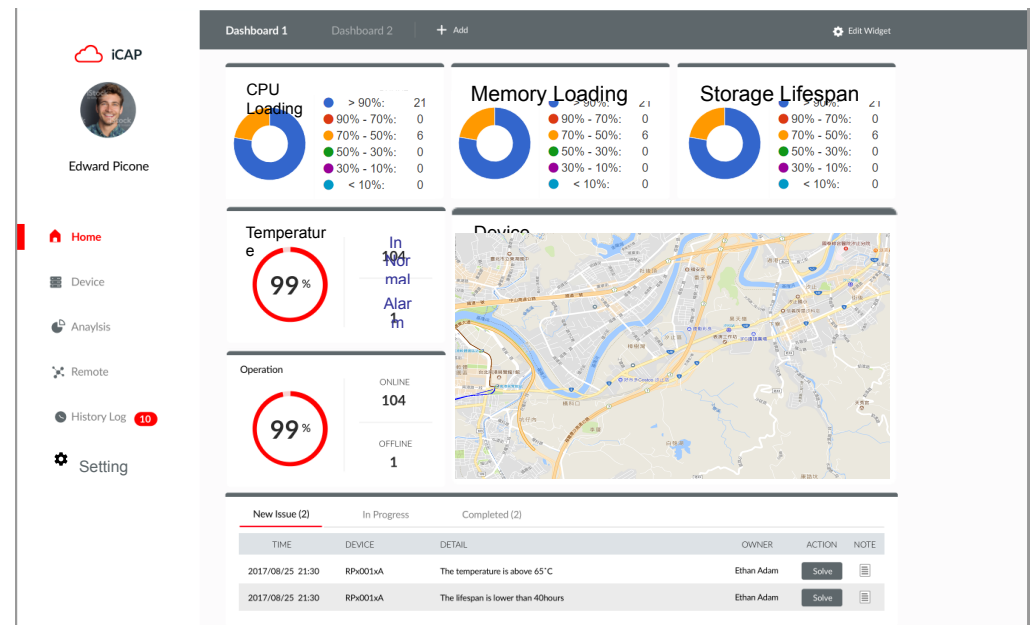 iCAP
Edward Picone
Home
Device
Anaylsis
Remote
History Log 10
Setting
Dashboard 1 Dashboard 2 + Add Edit Widget
CPU
Loading
> 90%: 21
90% - 70%: 0
70% - 50%: 6
50% - 30%: 0
30% - 10%: 0
< 10%: 0
Memory Loading
> 90%: 21
90% - 70%: 0
70% - 50%: 6
50% - 30%: 0
30% - 10%: 0
< 10%: 0
Storage Lifespan
> 90%: 21
90% - 70%: 0
70% - 50%: 6
50% - 30%: 0
30% - 10%: 0
< 10%: 0
Temperatur
e
99%
In
Nor
mal
104
Alar
m
1
Device
Operation
99%
ONLINE
104
OFFLINE
1
New Issue (2) In Progress Completed (2)
TIME DEVICE DETAIL OWNER ACTION NOTE
2017/08/25 21:30 RPx001xA The temperature is above 65˚C Ethan Adam Solve
2017/08/25 21:30 RPx001xA The lifespan is lower than 40hours Ethan Adam Solve